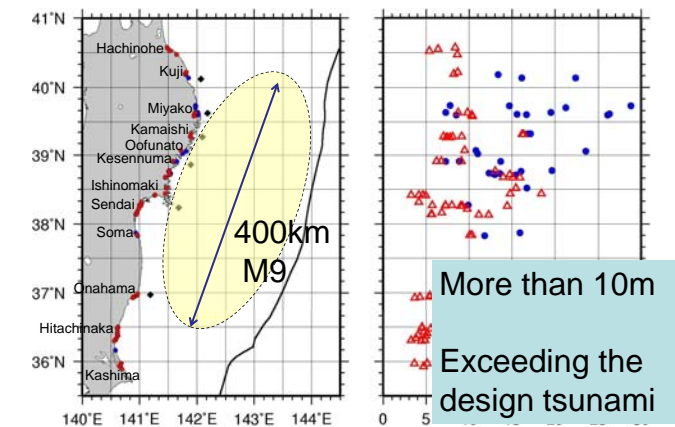 41°N
Hachinohe
Kuji
40°N
Miyako
Kamaishi
Oofunato
39°N
Kesennuma
Ishinomaki
Sendai
38°N
Soma
400km
M9
37°N
Onahama
Hitachinaka
36°N
Kashima
140°E 141°E 142°E 143°E 144°E
More than 10m
Exceeding the
design tsunami
0 5